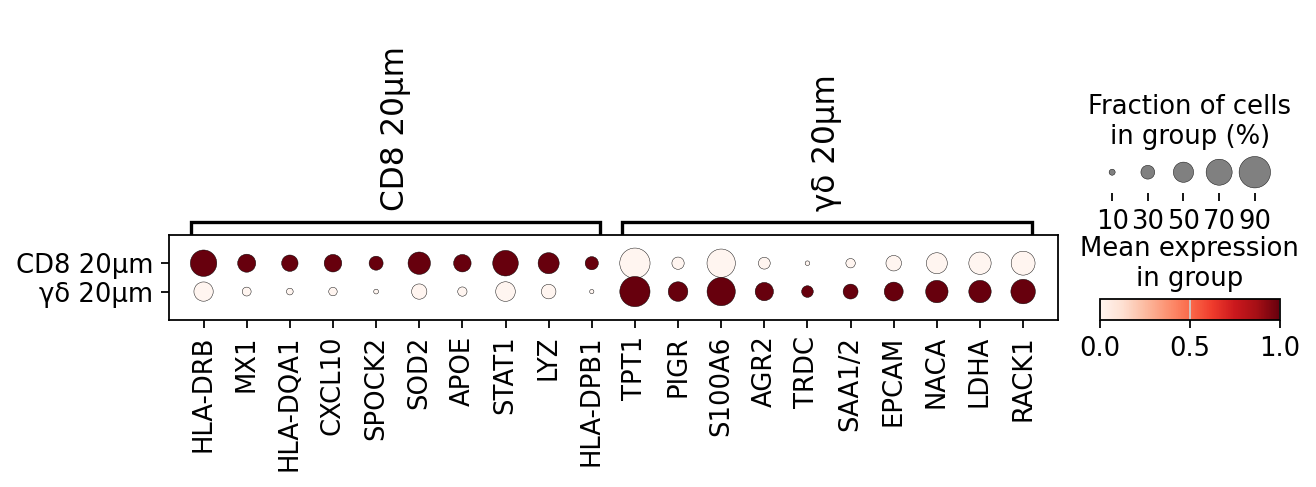 CD8 20μm
γδ 20μm
Fraction of cells
in group (%)
10 30 50 70 90
Mean expression
in group
0.0 0.5 1.0
CD8 20μm
γδ 20μm
HLA-DRB
MX1
HLA-DQA1
CXCL10
SPOCK2
SOD2
APOE
STAT1
LYZ
HLA-DPB1
TPT1
PIGR
S100A6
AGR2
TRDC
SAA1/2
EPCAM
NACA
LDHA
RACK1